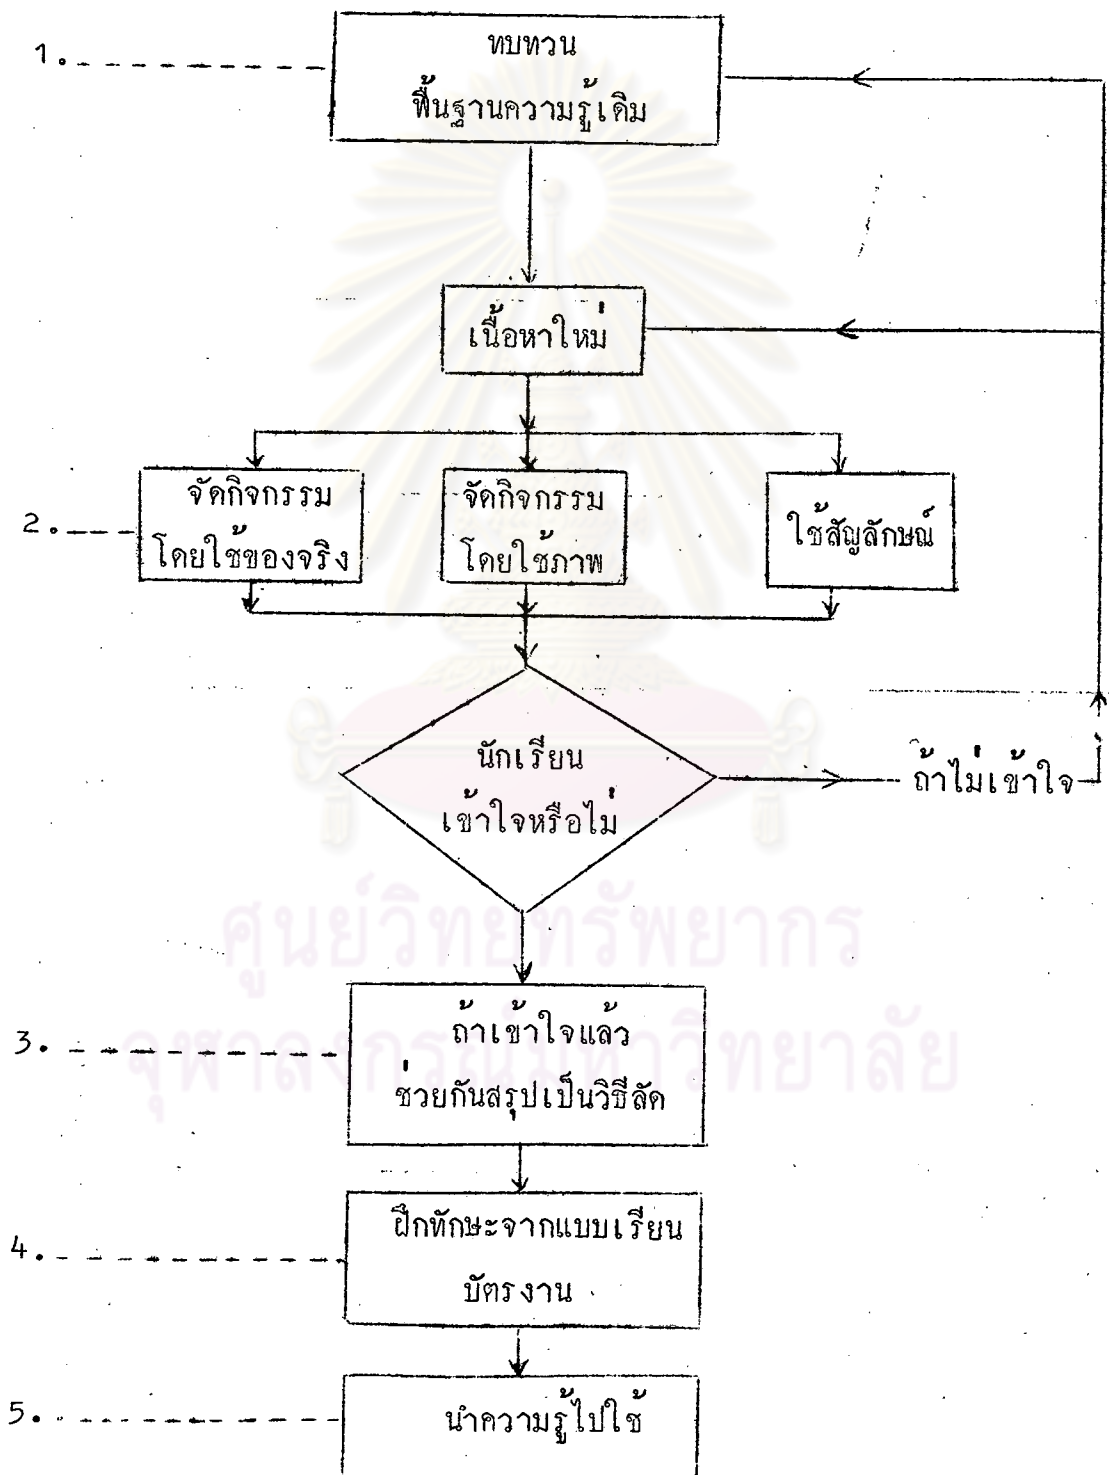 1.
ทบทวน
พื้นฐานความรู้เดิม
เนื้อหาใหม่
2.
จัดกิจกรรม
โดยใช้ของจริง
จัดกิจกรรม
โดยใช้ภาพ
ใช้สัญลักษณ์
นักเรียน
เข้าใจหรือไม่
ถ้าไม่เข้าใจ
ศูนย์วิทยทรัพยากร
จุฬาลงกรณ์มหาวิทยาลัย
3.
ถ้าเข้าใจแล้ว
ช่วยกันสรุปเป็นวิธีลัด
4.
ฝึกทักษะจากแบบเรียน
บัตรงาน
5.
นำความรู้ไปใช้